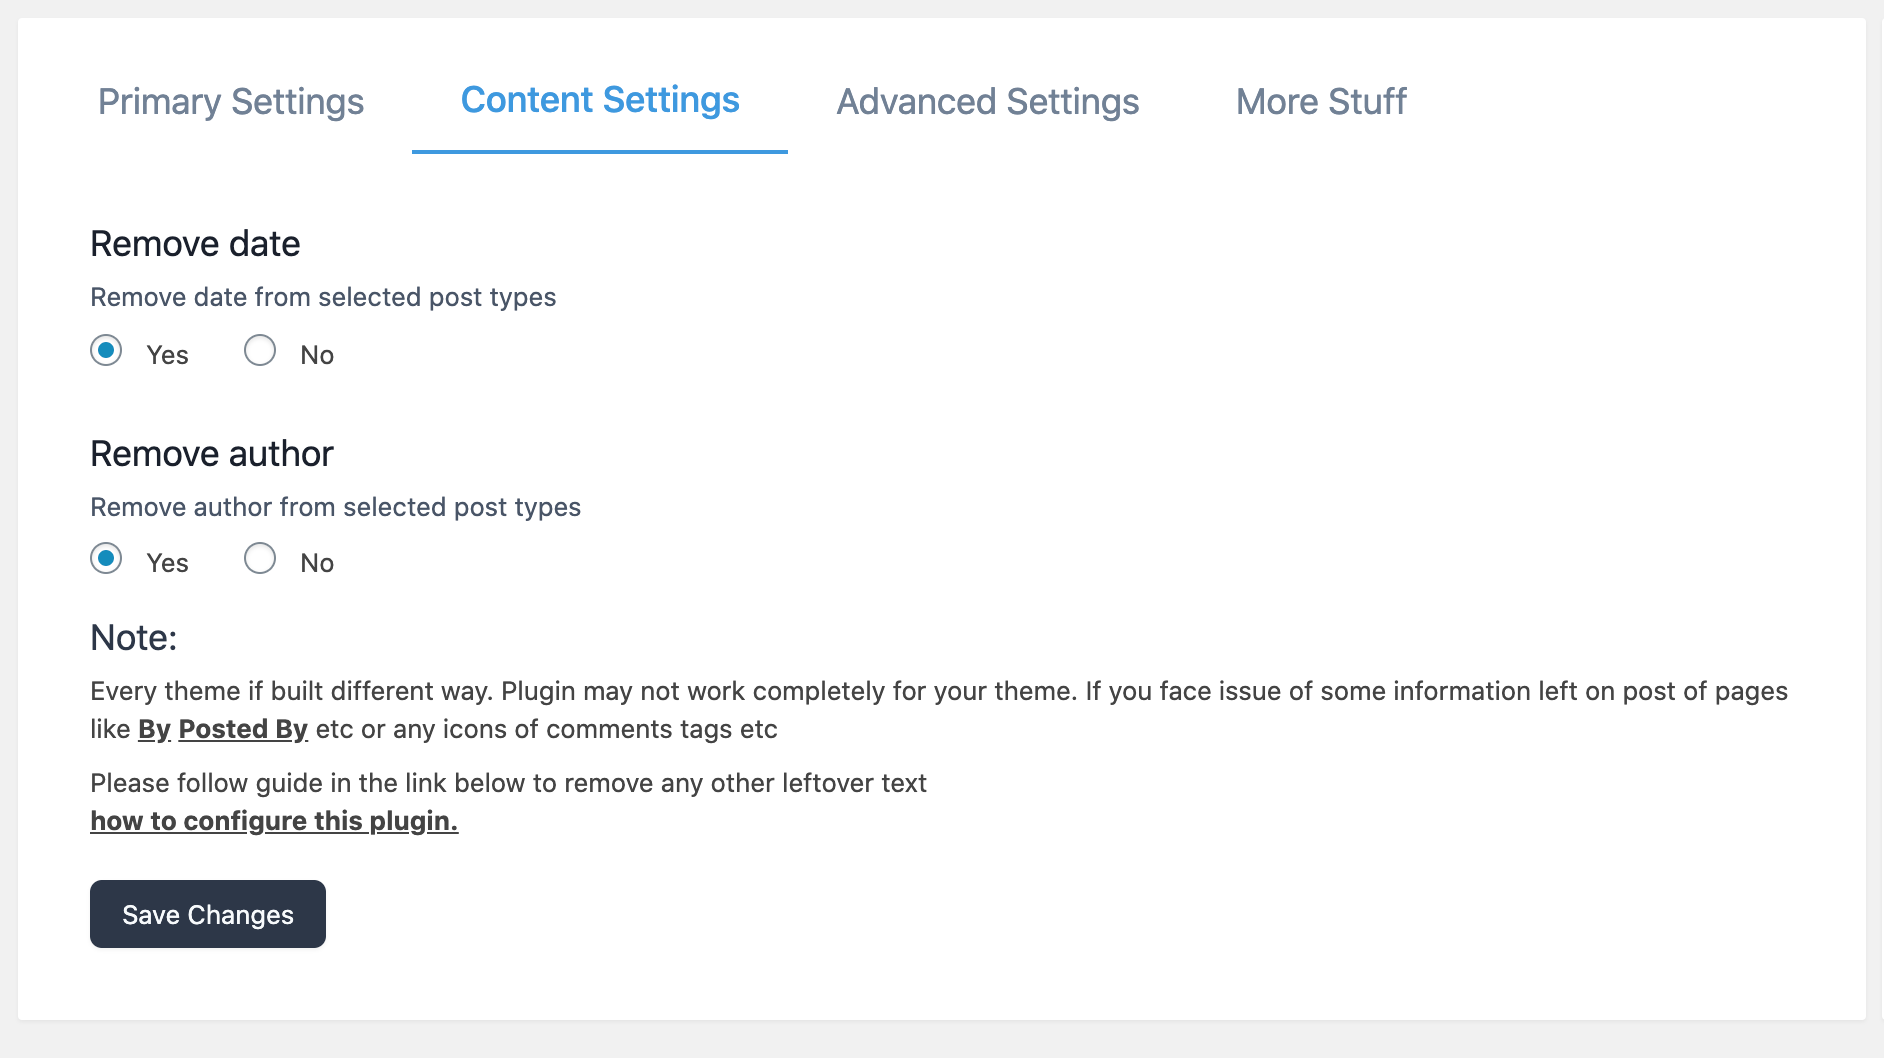 Primary Settings Content Settings Advanced Settings More Stuff
Remove date
Remove date from selected post types
Yes No
Remove author
Remove author from selected post types
Yes No
Note:
Every theme if built different way. Plugin may not work completely for your theme. If you face issue of some information left on post of pages
like By Posted By etc or any icons of comments tags etc
Please follow guide in the link below to remove any other leftover text
how to configure this plugin.
Save Changes